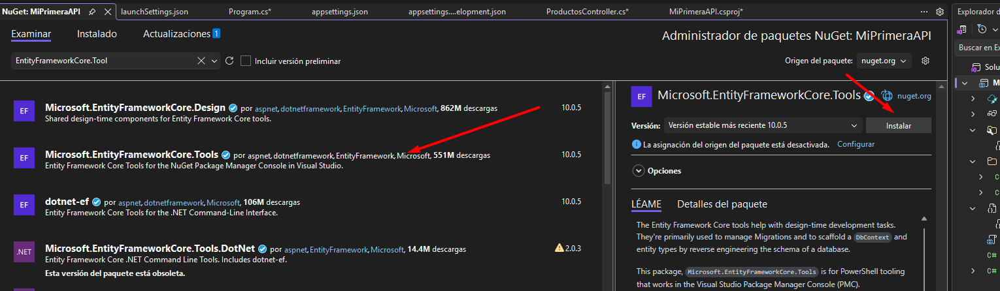 NuGet: MiPrimeraAPI launchSettings.json Program.cs* appsettings.json appsettings....elopment.json ProductosController.cs* MiPrimeraAPI.csproj* Explorador d
Examinar Instalado Actualizaciones 1
Administrador de paquetes NuGet: MiPrimeraAPI
Buscar en Ex
EntityFrameworkCore.Tool Incluir versión preliminar
Origen del paquete: nuget.org
Solu
M
EF Microsoft.EntityFrameworkCore.Design por aspnet, dotnetframework, EntityFramework, Microsoft, 862M descargas 10.0.5
Shared design-time components for Entity Framework Core tools.
EF Microsoft.EntityFrameworkCore.Tools por aspnet, dotnetframework, EntityFramework, Microsoft, 551M descargas 10.0.5
Entity Framework Core Tools for the NuGet Package Manager Console in Visual Studio.
EF dotnet-ef por aspnet, dotnetframework, Microsoft, 106M descargas 10.0.5
Entity Framework Core Tools for the .NET Command-Line Interface.
.NET Microsoft.EntityFrameworkCore.Tools.DotNet por aspnet, EntityFramework, Microsoft, 14.4M descargas 2.0.3
Entity Framework Core .NET Command Line Tools. Includes dotnet-ef.
Esta versión del paquete está obsoleta.
EF Microsoft.EntityFrameworkCore.Tools nuget.org
Versión: Versión estable más reciente 10.0.5 Instalar
La asignación del origen del paquete está desactivada. Configurar
Opciones
LÉAME Detalles del paquete
The Entity Framework Core tools help with design-time development tasks.
They're primarily used to manage Migrations and to scaffold a DbContext and
entity types by reverse engineering the schema of a database.
This package, Microsoft.EntityFrameworkCore.Tools is for PowerShell tooling
that works in the Visual Studio Package Manager Console (PMC).
C#
C#